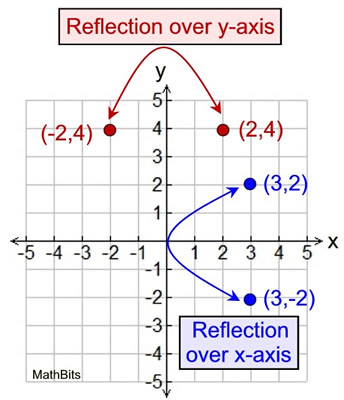 Reflection over y-axis
y
5
(-2,4)
4
(2,4)
3
2
(3,2)
1
-5 -4 -3 -2 -1
1 2 3 4 5
x
-1
-2
(3,-2)
-3
Reflection
over x-axis
-4
MathBits
-5